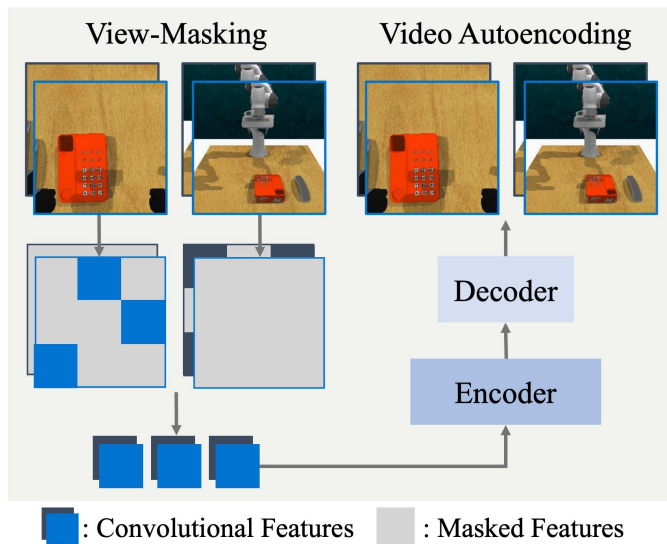 View-Masking
Video Autoencoding
Decoder
Encoder
: Convolutional Features
: Masked Features